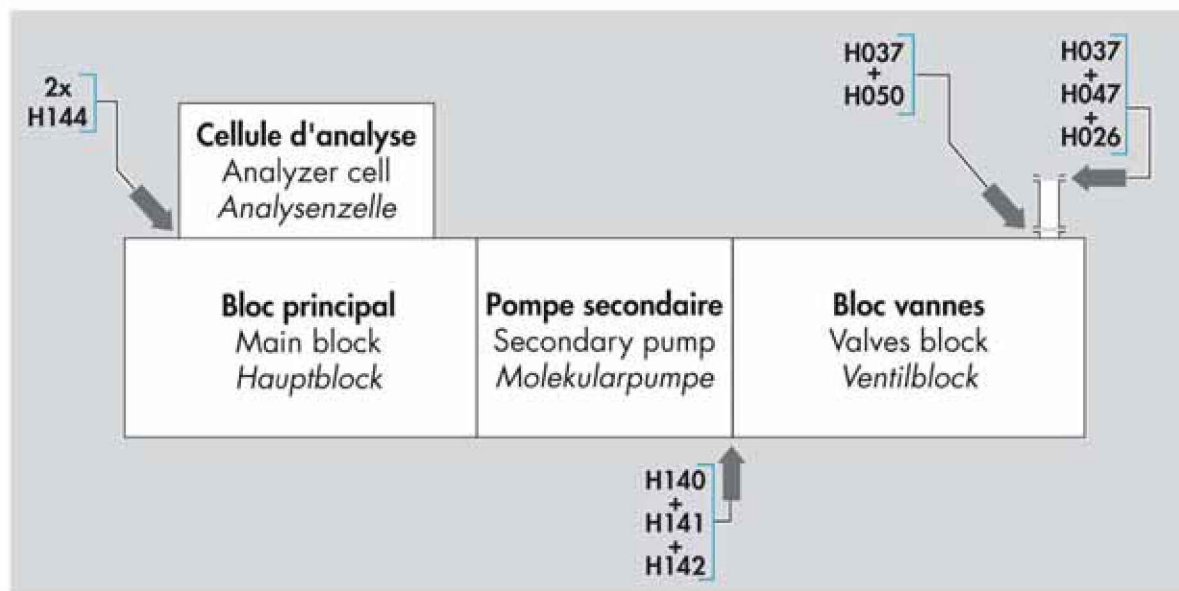 2x
H144
Cellule d'analyse
Analyzer cell
Analysenzelle
H037
+
H050
H037
+
H047
+
H026
Bloc principal
Main block
Hauptblock
Pompe secondaire
Secondary pump
Molekularpumpe
Bloc vannes
Valves block
Ventilblock
H140
+
H141
+
H142